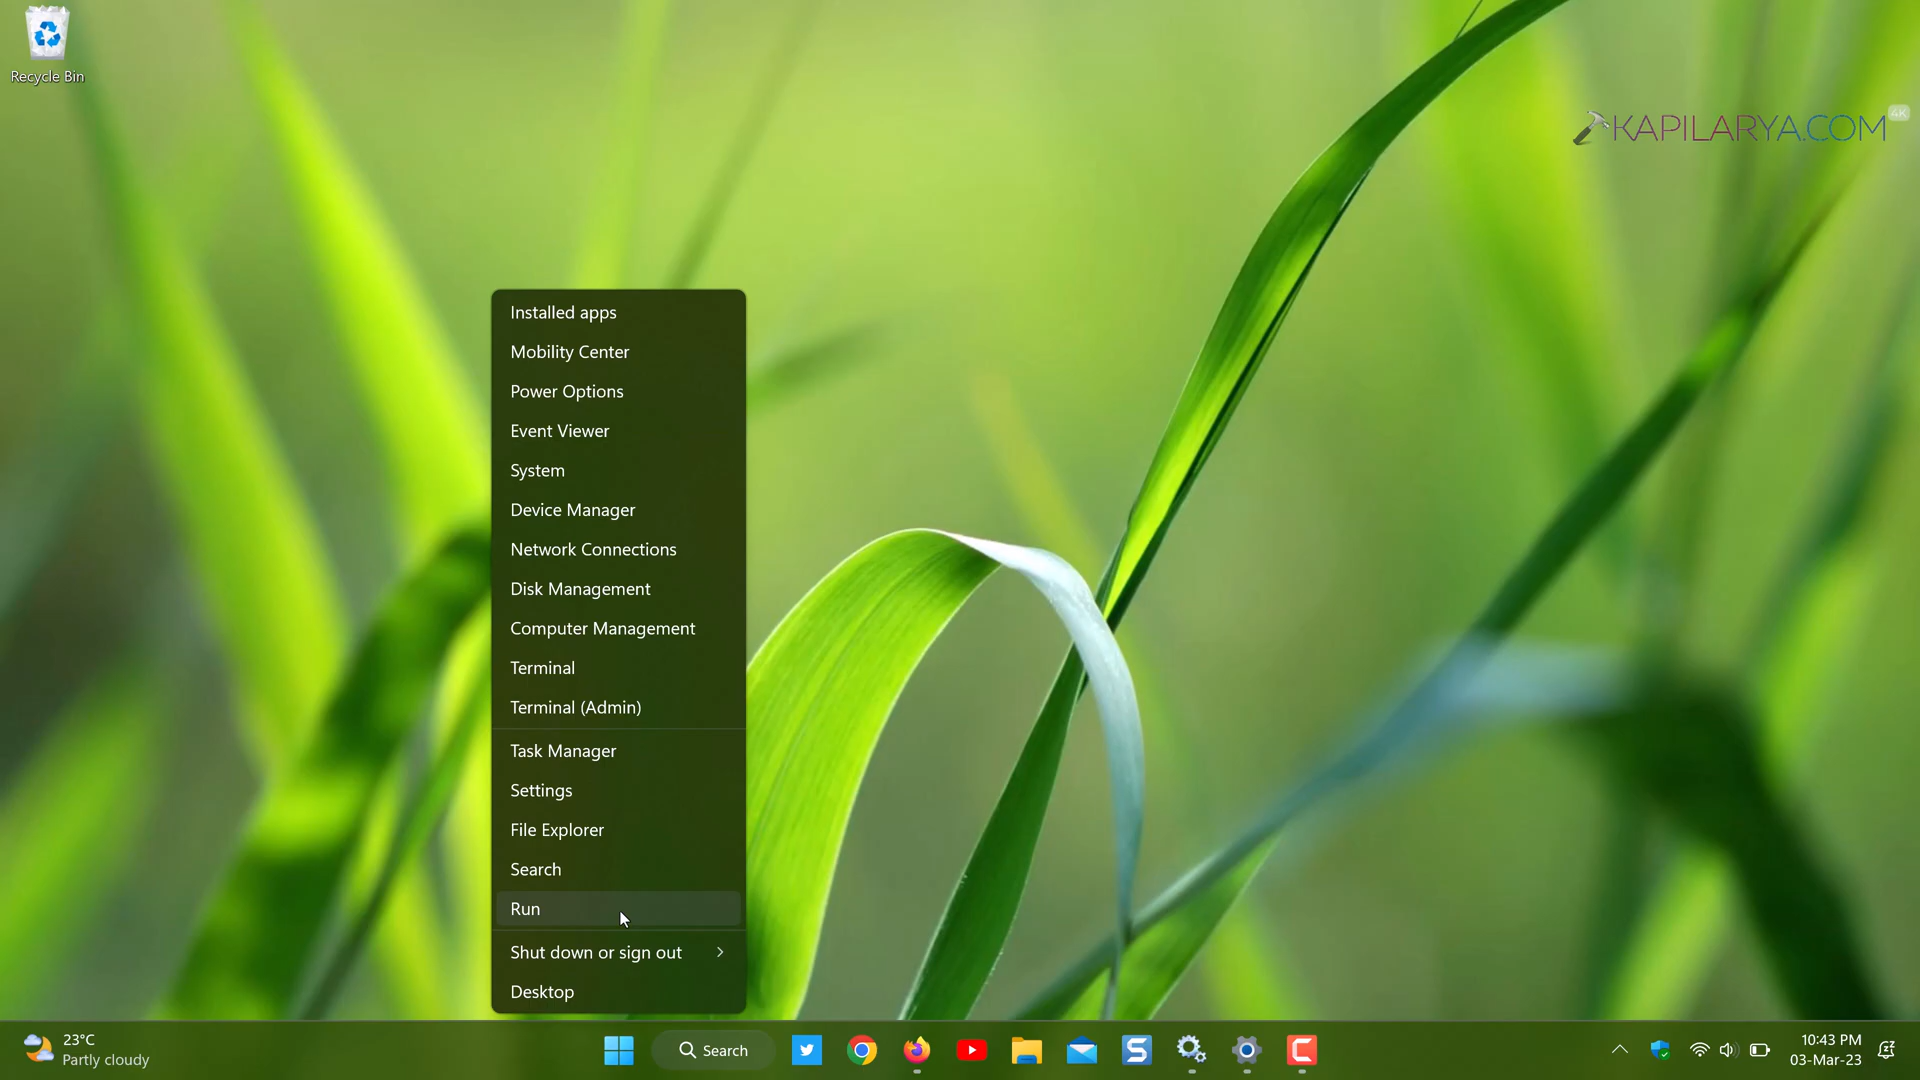 Recycle Bin
4K
KAPILARYA.COM
Installed apps
Mobility Center
Power Options
Event Viewer
System
Device Manager
Network Connections
Disk Management
Computer Management
Terminal
Terminal (Admin)
Task Manager
Settings
File Explorer
Search
Run
Shut down or sign out
Desktop
23°C
Partly cloudy
Search
S
C
10:43 PM
03-Mar-23